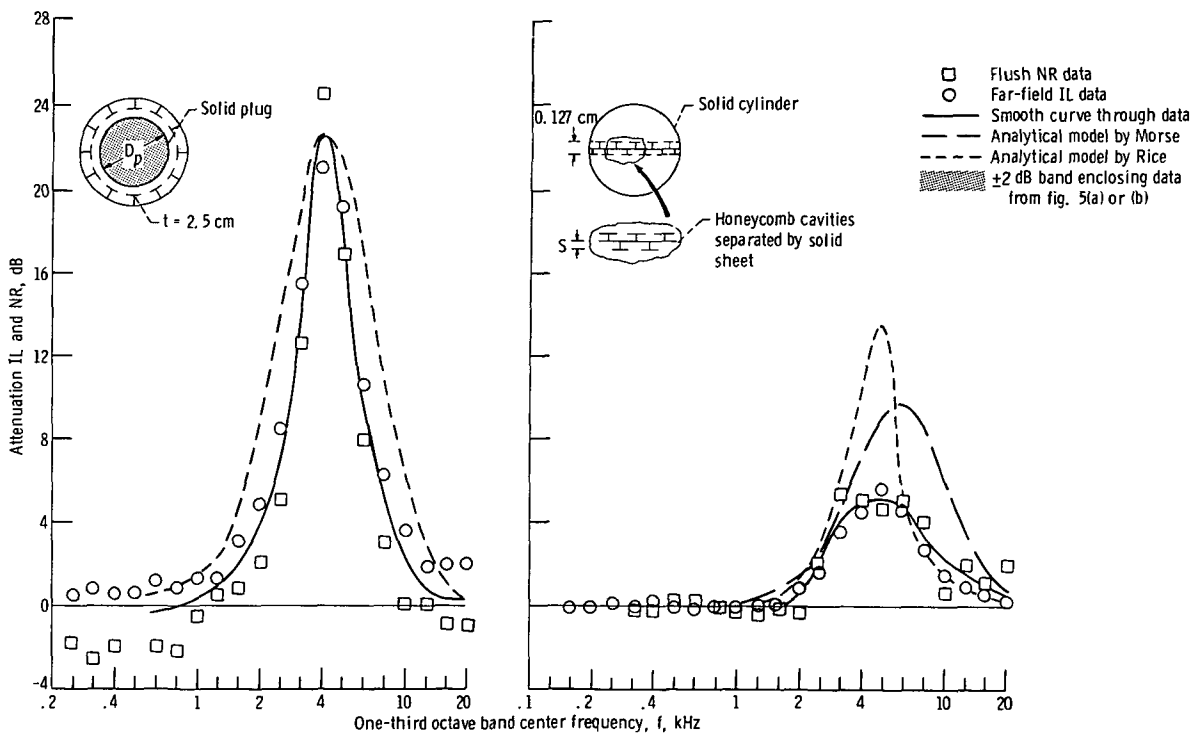 28
24
20
16
12
8
4
0
-4
Attenuation IL and NR, dB
Solid plug
Dp
t = 2.5 cm
.2 .4 1 2 4 10 20
0.127 cm
Solid cylinder
S
Honeycomb cavities
separated by solid
sheet
.1 .2 .4 1 2 4 10 20
One-third octave band center frequency, f, kHz
Flush NR data
Far-field IL data
Smooth curve through data
Analytical model by Morse
Analytical model by Rice
±2 dB band enclosing data
from fig. 5(a) or (b)